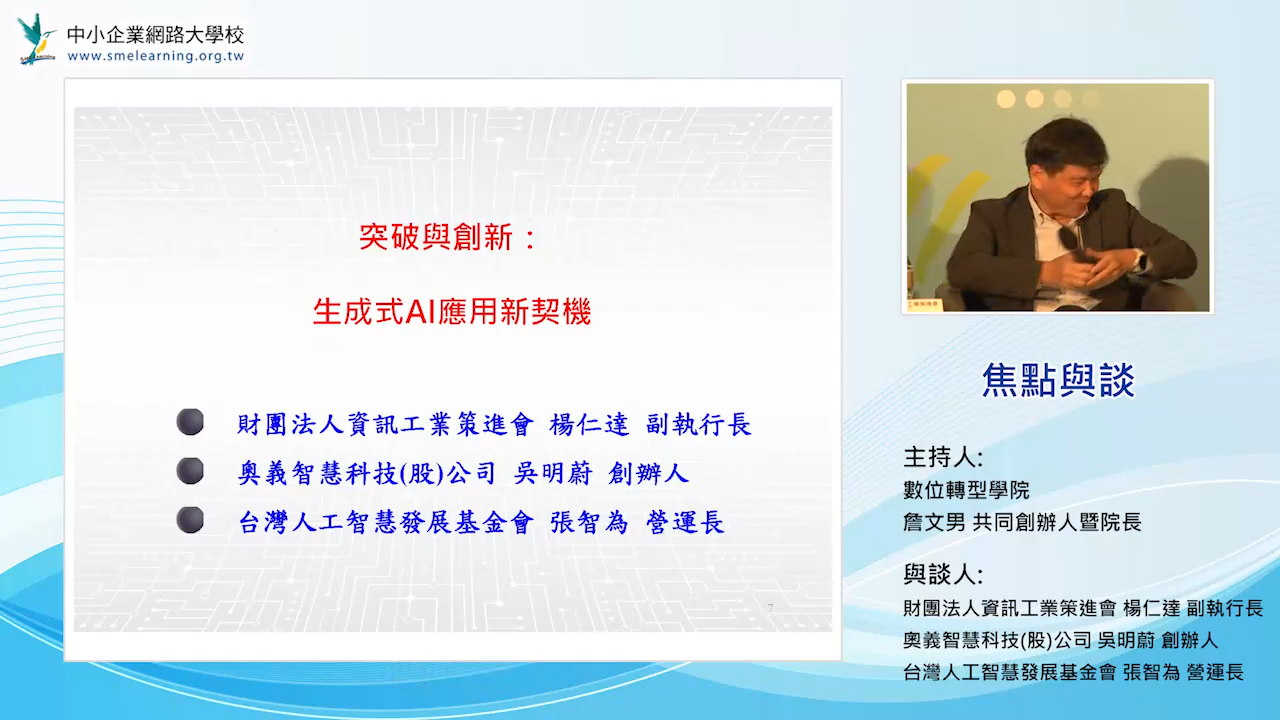 中小企業網路大學校
www.smelearning.org.tw
突破與創新：
生成式AI應用新契機
財團法人資訊工業策進會 楊仁達 副執行長
奧義智慧科技(股)公司 吳明蔚 創辦人
台灣人工智慧發展基金會 張智為 營運長
7
焦點與談
主持人:
數位轉型學院
詹文男 共同創辦人暨院長
與談人:
財團法人資訊工業策進會 楊仁達 副執行長
奧義智慧科技(股)公司 吳明蔚 創辦人
台灣人工智慧發展基金會 張智為 營運長